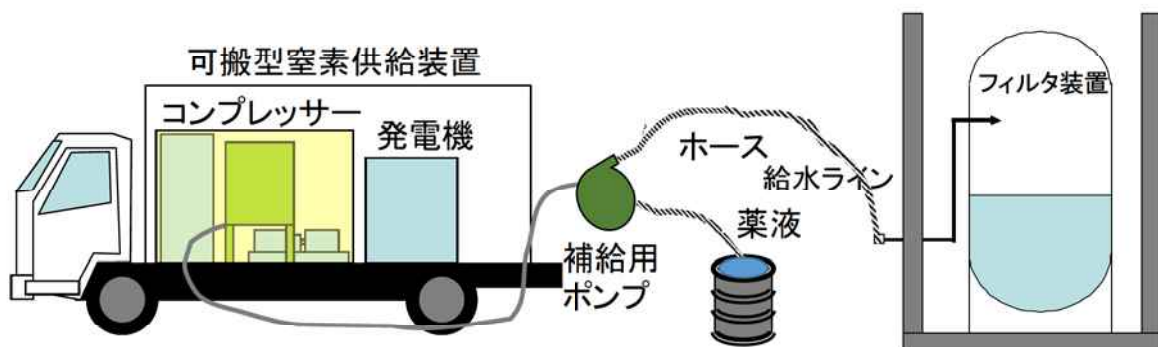 可搬型窒素供給装置
コンプレッサー
発電機
補給用
ポンプ
ホース
給水ライン
薬液
フィルタ装置